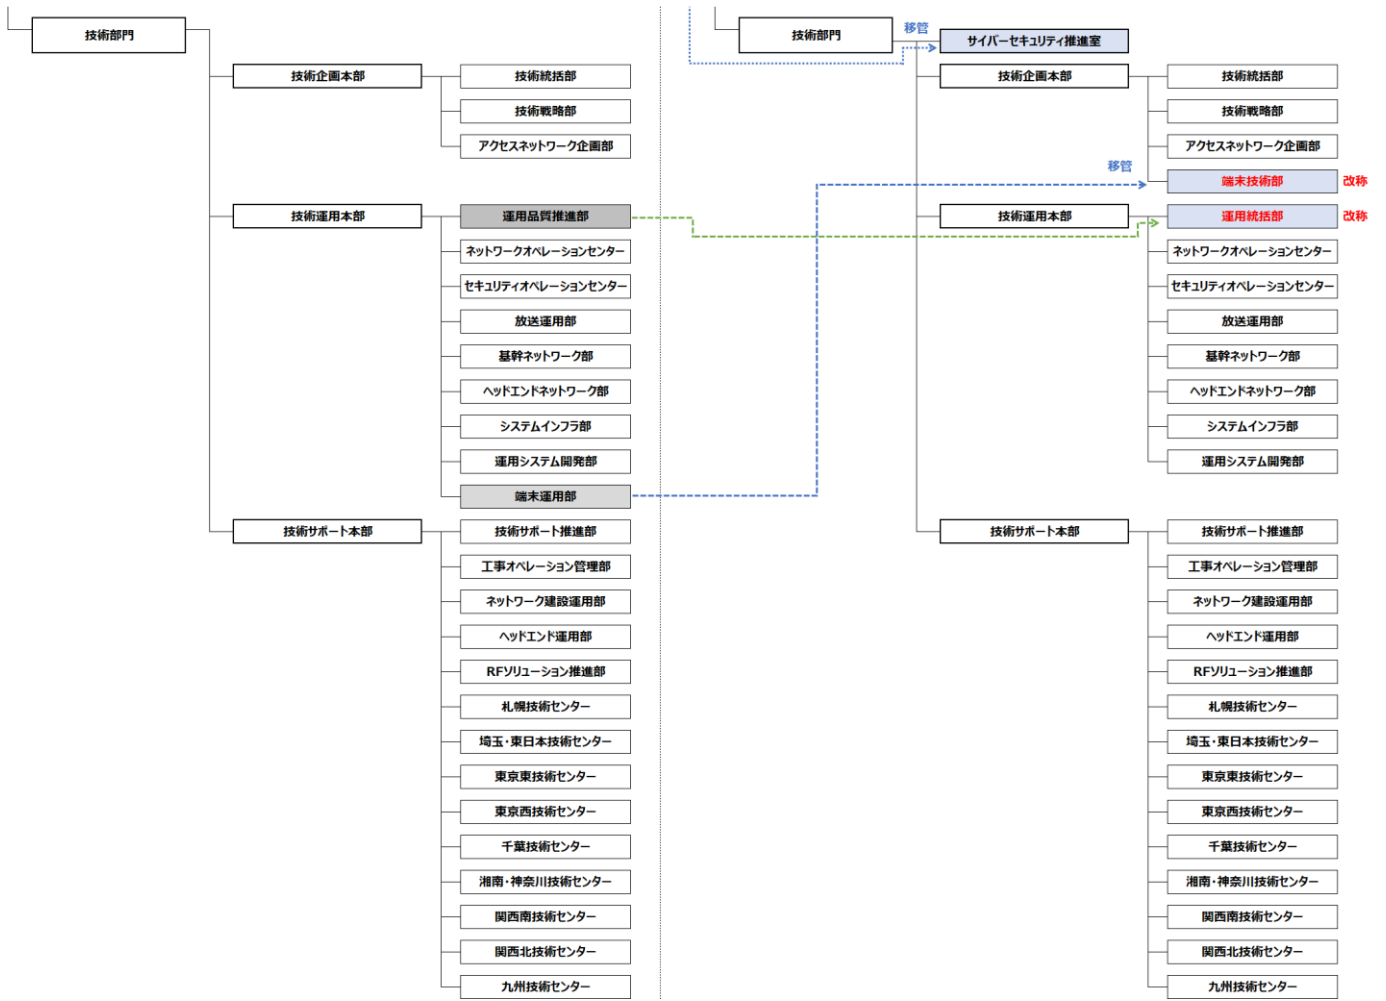 技術部門
技術企画本部
技術統括部
技術戦略部
アクセスネットワーク企画部
技術運用本部
運用品質推進部
ネットワークオペレーションセンター
セキュリティオペレーションセンター
放送運用部
基幹ネットワーク部
ヘッドエンドネットワーク部
システムインフラ部
運用システム開発部
端末運用部
技術サポート本部
技術サポート推進部
工事オペレーション管理部
ネットワーク建設運用部
ヘッドエンド運用部
RFソリューション推進部
札幌技術センター
埼玉・東日本技術センター
東京東技術センター
東京西技術センター
千葉技術センター
湘南・神奈川技術センター
関西南技術センター
関西北技術センター
九州技術センター
技術部門
移管
サイバーセキュリティ推進室
技術企画本部
技術統括部
技術戦略部
アクセスネットワーク企画部
移管
端末技術部 改称
技術運用本部
運用統括部 改称
ネットワークオペレーションセンター
セキュリティオペレーションセンター
放送運用部
基幹ネットワーク部
ヘッドエンドネットワーク部
システムインフラ部
運用システム開発部
技術サポート本部
技術サポート推進部
工事オペレーション管理部
ネットワーク建設運用部
ヘッドエンド運用部
RFソリューション推進部
札幌技術センター
埼玉・東日本技術センター
東京東技術センター
東京西技術センター
千葉技術センター
湘南・神奈川技術センター
関西南技術センター
関西北技術センター
九州技術センター